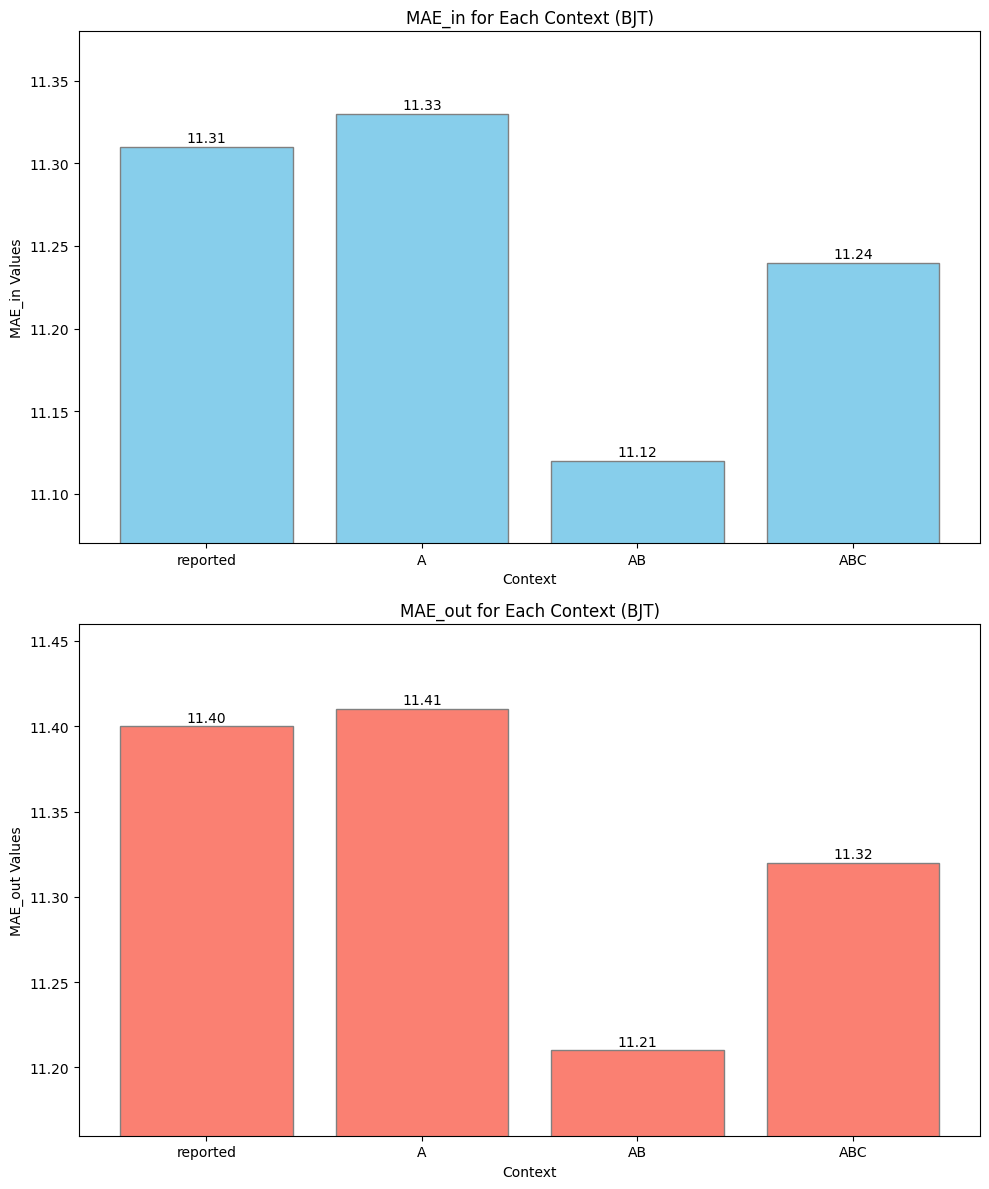 MAE_in for Each Context (BJT)
MAE_in Values
11.35
11.30
11.25
11.20
11.15
11.10
11.31
11.33
11.12
11.24
reported A AB ABC
Context
MAE_out for Each Context (BJT)
MAE_out Values
11.45
11.40
11.35
11.30
11.25
11.20
11.40
11.41
11.21
11.32
reported A AB ABC
Context